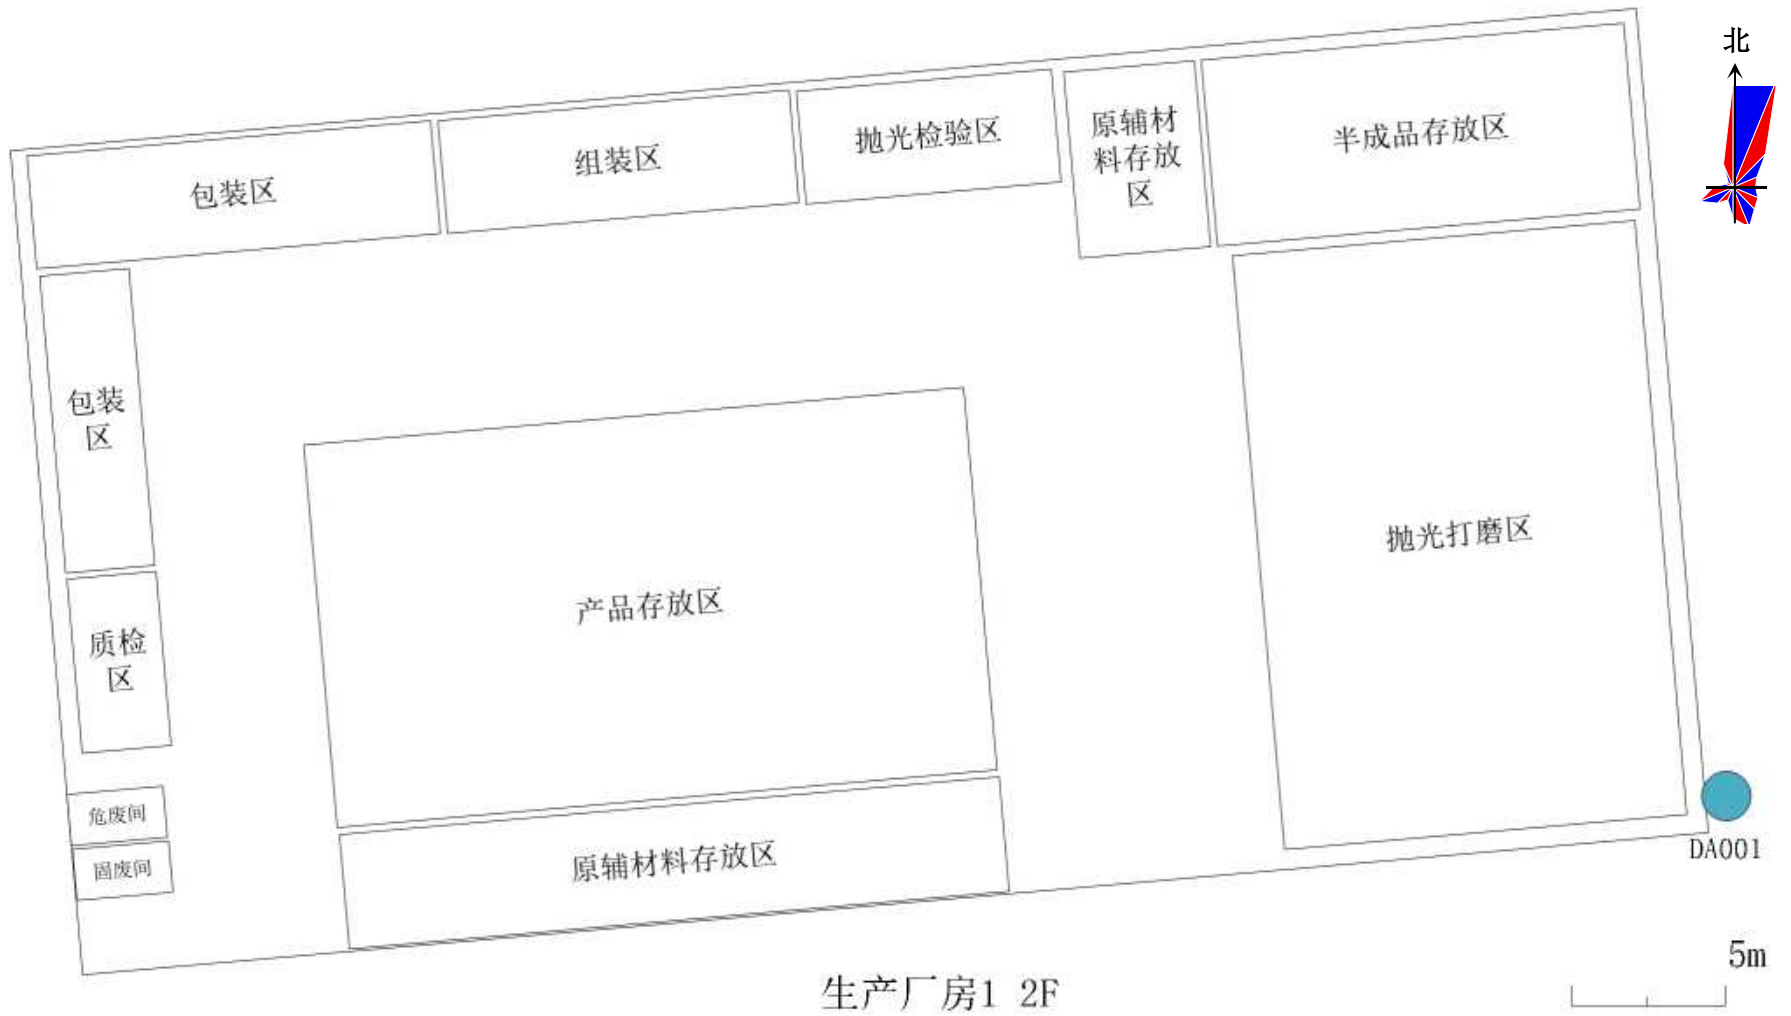 北
包装区
组装区
抛光检验区
原辅材
料存放
区
半成品存放区
包装
区
抛光打磨区
产品存放区
质检
区
危废间
固废间
原辅材料存放区
DA001
5m
生产厂房1 2F